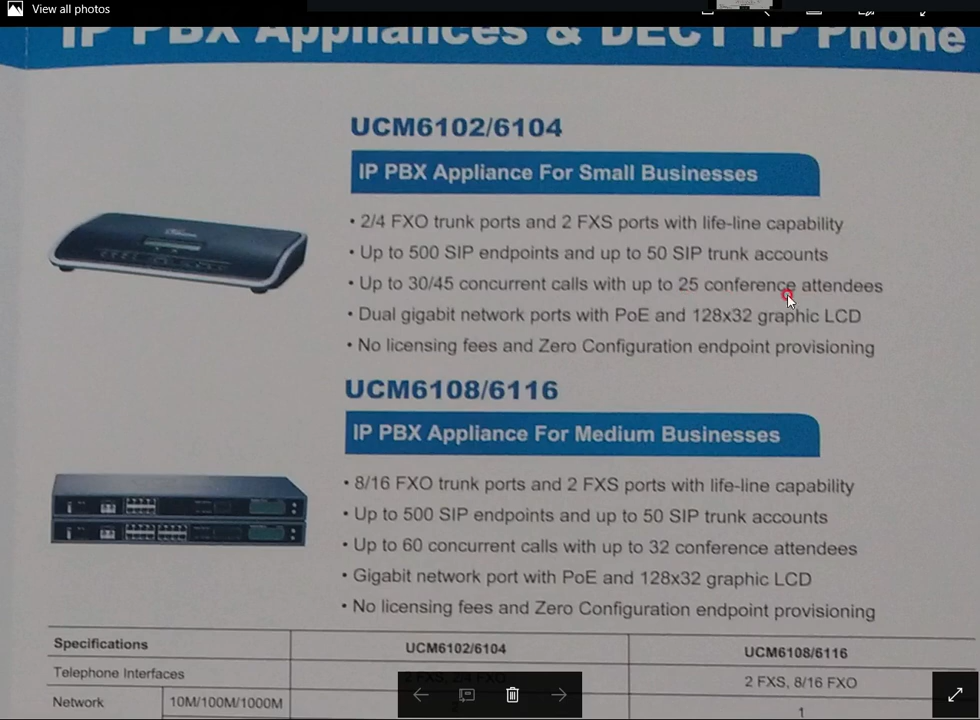 View all photos
IP PBX Appliances & DECT IP Phone
UCM6102/6104
IP PBX Appliance For Small Businesses
• 2/4 FXO trunk ports and 2 FXS ports with life-line capability
• Up to 500 SIP endpoints and up to 50 SIP trunk accounts
• Up to 30/45 concurrent calls with up to 25 conference attendees
• Dual gigabit network ports with PoE and 128x32 graphic LCD
• No licensing fees and Zero Configuration endpoint provisioning
UCM6108/6116
IP PBX Appliance For Medium Businesses
• 8/16 FXO trunk ports and 2 FXS ports with life-line capability
• Up to 500 SIP endpoints and up to 50 SIP trunk accounts
• Up to 60 concurrent calls with up to 32 conference attendees
• Gigabit network port with PoE and 128x32 graphic LCD
• No licensing fees and Zero Configuration endpoint provisioning
Specifications UCM6102/6104 UCM6108/6116
Telephone Interfaces 2 FXS, 2/4 FXO 2 FXS, 8/16 FXO
Network 10M/100M/1000M 2 1